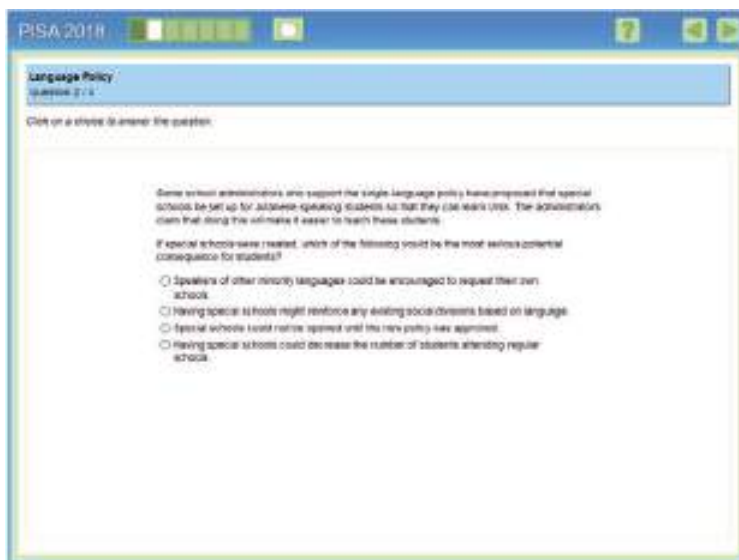 PISA 2018
?
Language Policy
Question 2 / 
Click on a choice to answer the question.
Some school administrators who support the single language policy have proposed that special
schools be set up for speaking students so that they can learn Unik. The administrators
claim that doing this will make it easier to teach these students.
If special schools were created, which of the following would be the most serious potential
consequence for students?
Speakers of other minority languages could be encouraged to request their own
schools.
Having special schools might reinforce any existing social divisions based on language.
Special schools could not be opened until the new policy was approved.
Having special schools could decrease the number of students attending regular
schools.